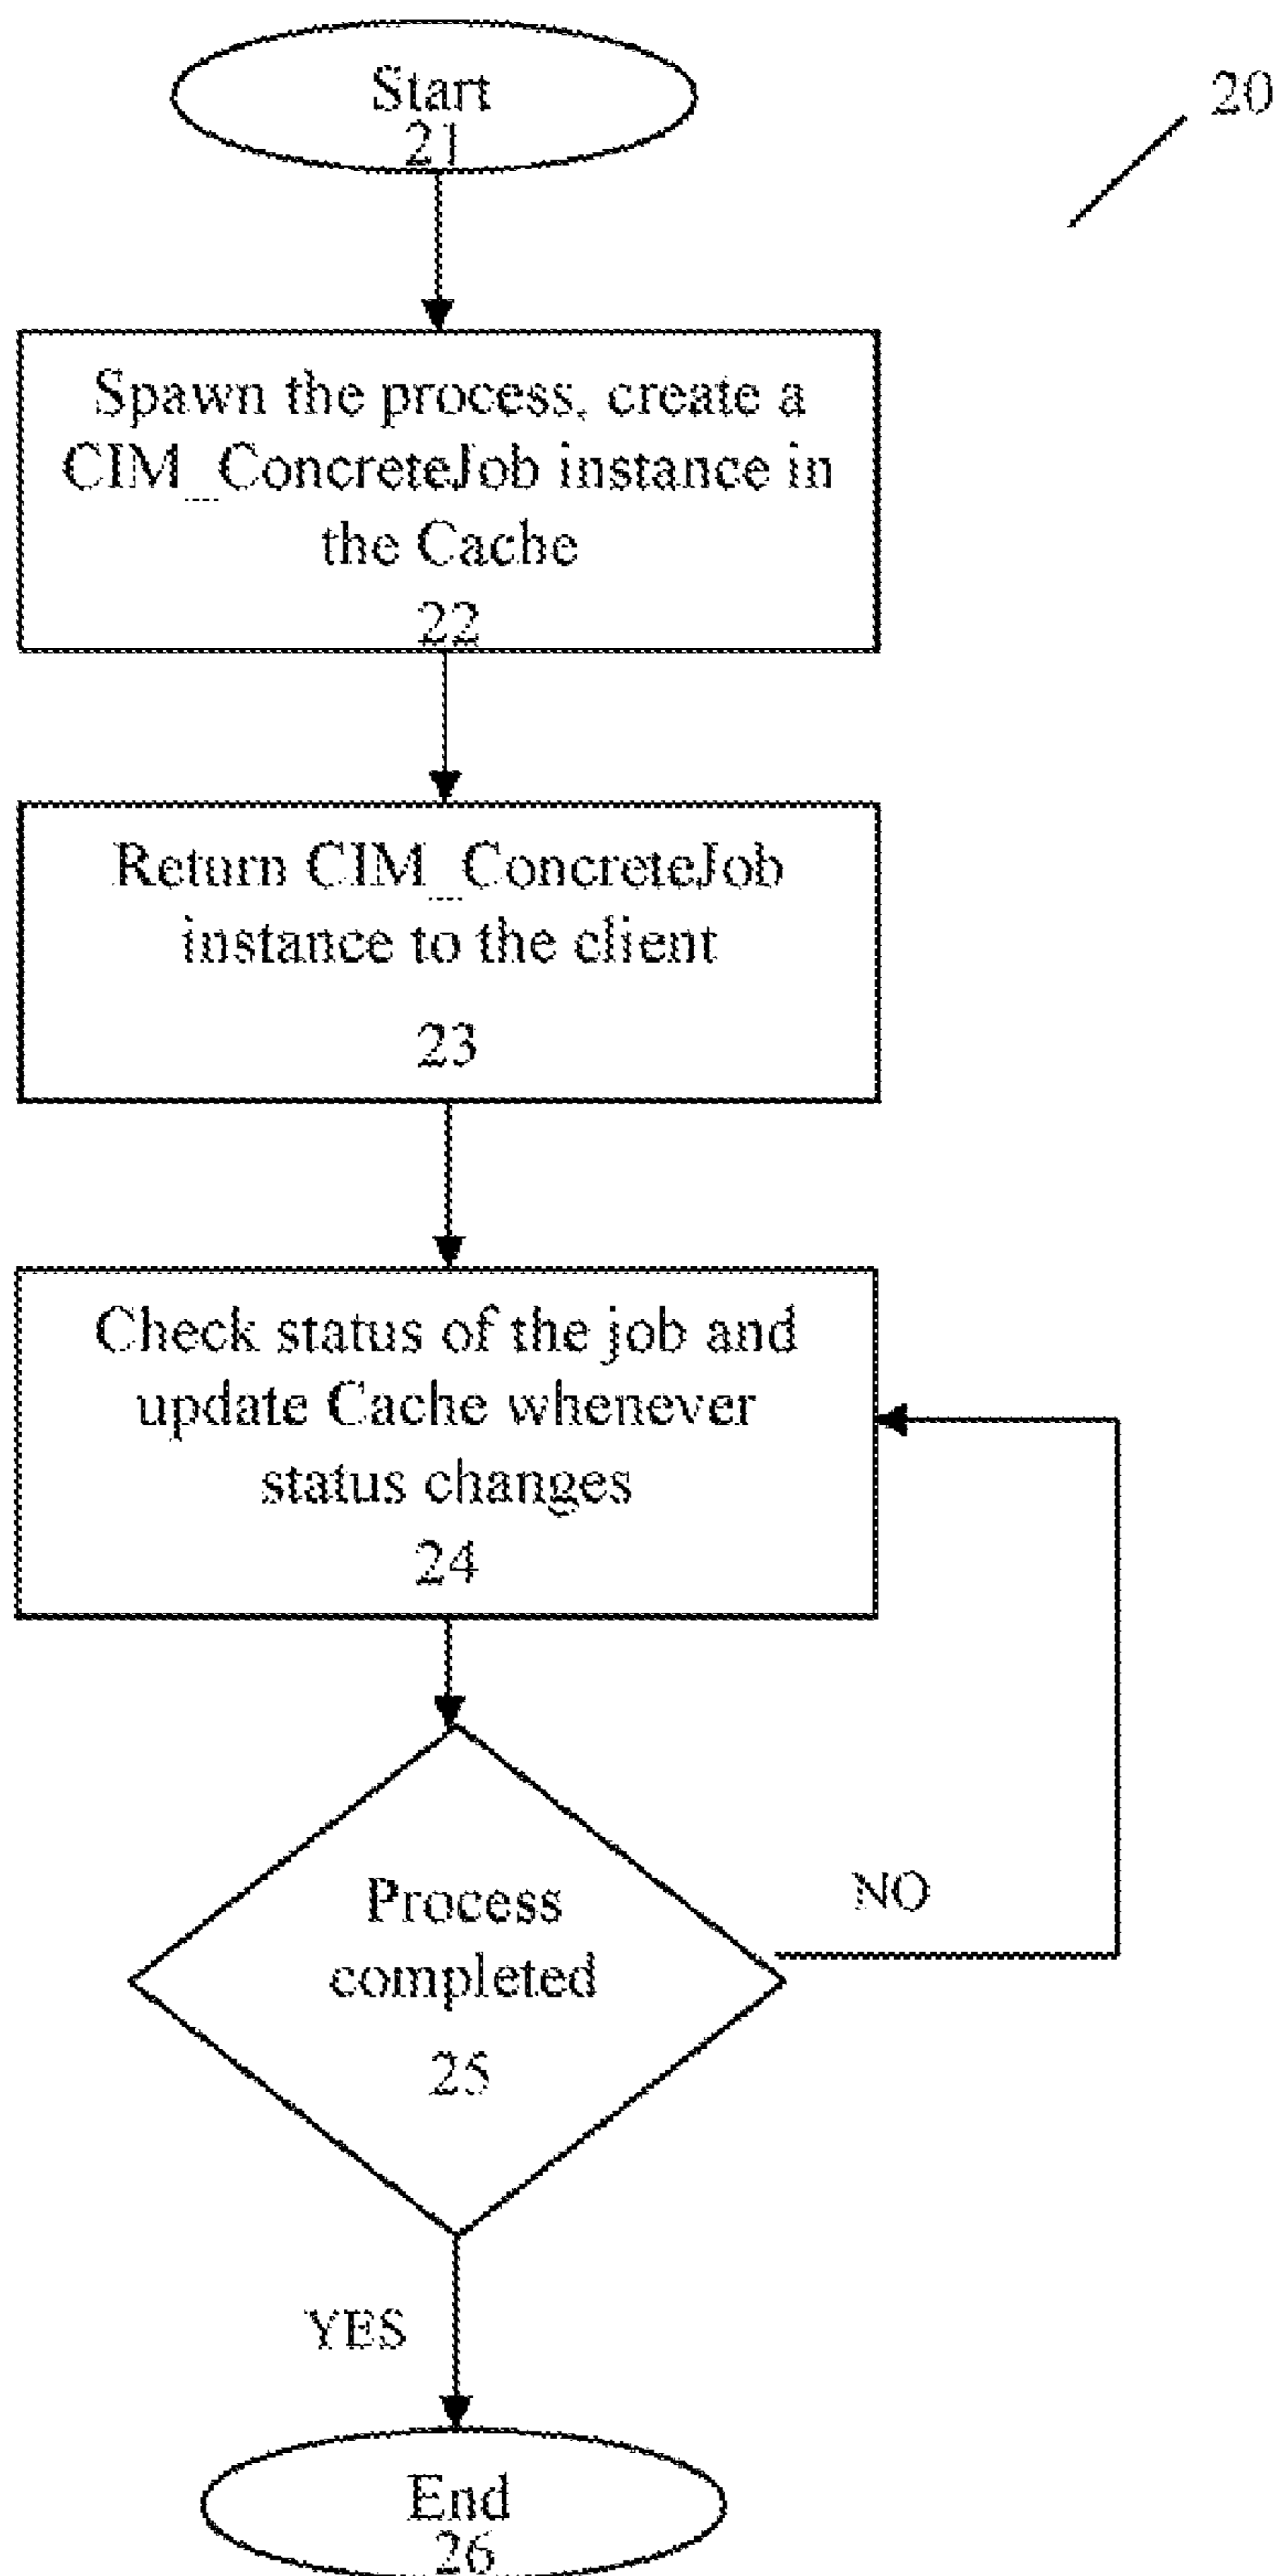 Start
21
20
Spawn the process, create a
CIM_ConcreteJob instance in
the Cache
22
Return CIM_ConcreteJob
instance to the client
23
Check status of the job and
update Cache whenever
status changes
24
Process
completed
25
NO
YES
End
26